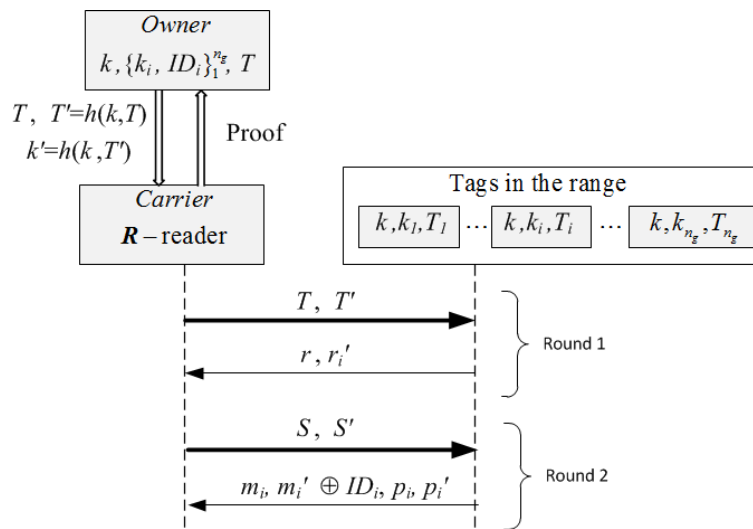 Owner
k, {k_i, ID_i}_1^{n_g}, T
T, T'=h(k,T)
k'=h(k,T')
Proof
Carrier
R – reader
Tags in the range
k,k_1,T_1 ... k,k_i,T_i ... k,k_{n_g},T_{n_g}
T, T'
Round 1
r, r_i'
S, S'
Round 2
m_i, m_i' ⊕ ID_i, p_i, p_i'